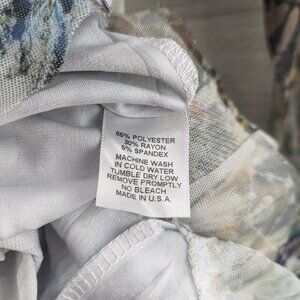 66% POLYESTER
30% RAYON
6% SPANDEX
MACHINE WASH
IN COLD WATER
TUMBLE DRY LOW
REMOVE PROMPTLY
NO BLEACH
MADE IN U.S.A.